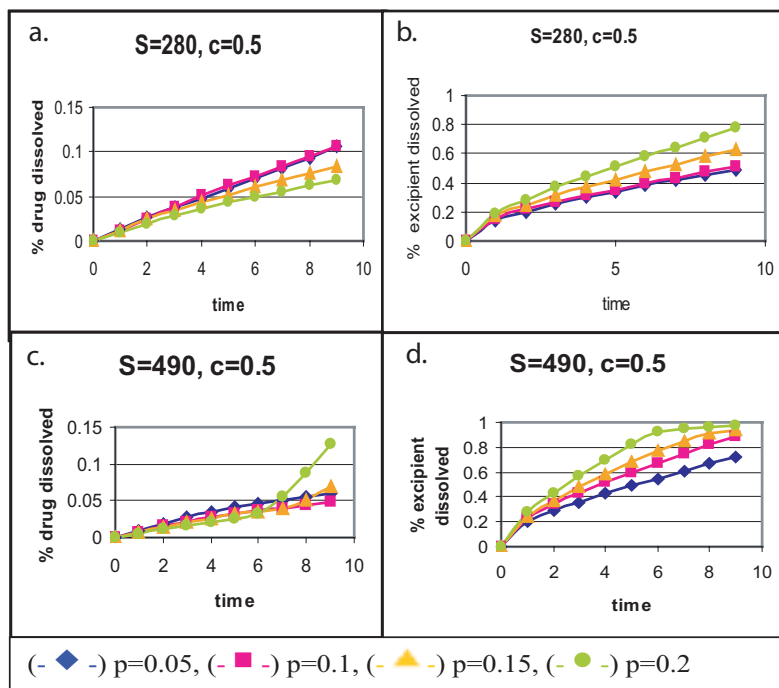 a.
S=280, c=0.5
% drug dissolved
0.15
0.1
0.05
0
0 2 4 6 8 10
time
b.
S=280, c=0.5
% excipient dissolved
1
0.8
0.6
0.4
0.2
0
0 5 10
time
c.
S=490, c=0.5
% drug dissolved
0.15
0.1
0.05
0
0 2 4 6 8 10
time
d.
S=490, c=0.5
% excipient
dissolved
1
0.8
0.6
0.4
0.2
0
0 2 4 6 8 10
time
(- -) p=0.05, (- -) p=0.1, (- -) p=0.15, (- -) p=0.2